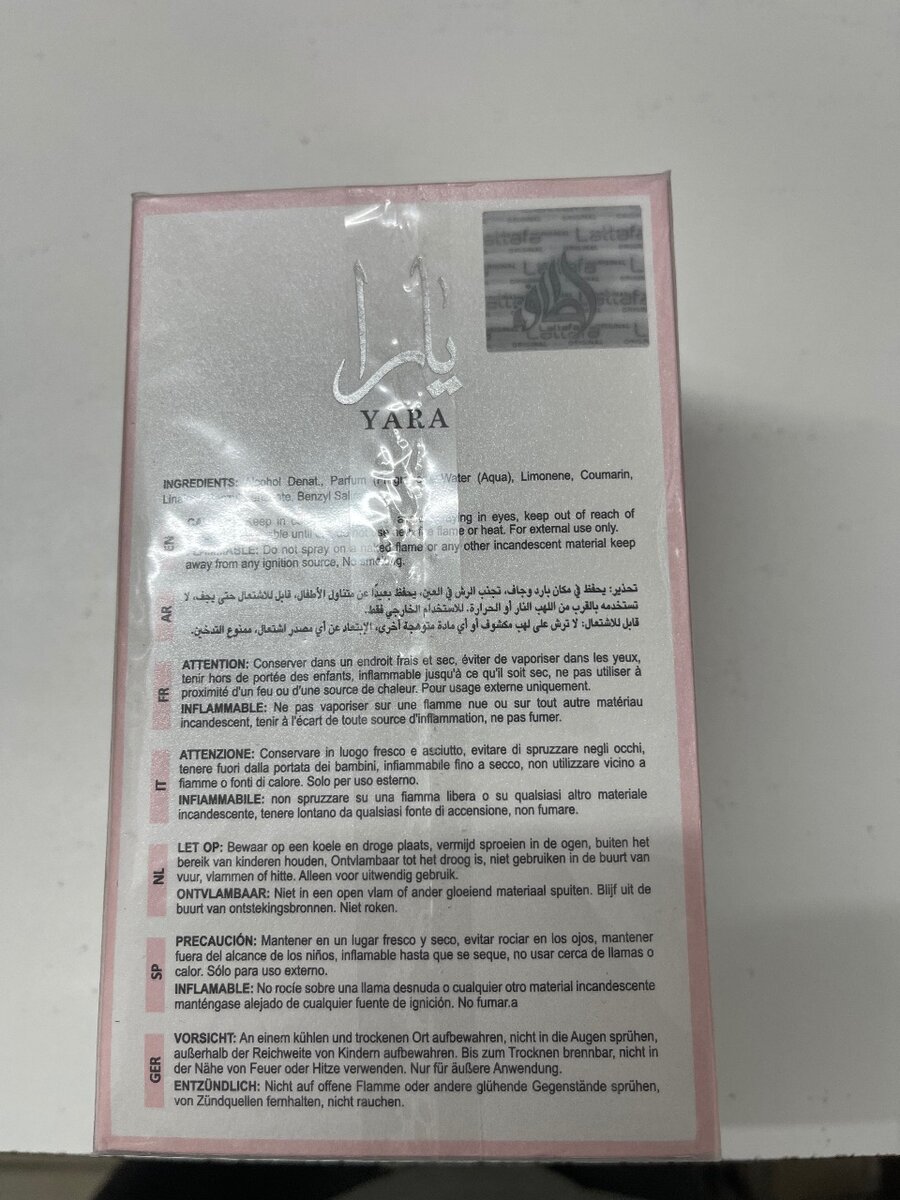 يارا
YARA
Lattafa
INGREDIENTS: Alcohol Denat., Parfum Water (Aqua), Limonene, Coumarin,
Benzyl
EN
keep in eyes, keep out of reach of
until flame or heat. For external use only.
Do not spray on a naked flame or any other incandescent material keep
away from any ignition source, No smoking.
AR
تحذير: يحفظ في مكان بارد وجاف، تجنب الرش في العين، يحفظ بعيداً عن متناول الأطفال، قابل للاشتعال حتى يجف، لا
تستخدمه بالقرب من اللهب النار أو الحرارة. للاستخدام الخارجي فقط.
قابل للاشتعال: لا ترش على لهب مكشوف أو أي مادة متوهجة أخرى، الإبتعاد عن أي مصدر اشتعال، ممنوع التدخين.
FR
ATTENTION: Conserver dans un endroit frais et sec, éviter de vaporiser dans les yeux,
tenir hors de portée des enfants, inflammable jusqu'à ce qu'il soit sec, ne pas utiliser à
proximité d'un feu ou d'une source de chaleur. Pour usage externe uniquement.
INFLAMMABLE: Ne pas vaporiser sur une flamme nue ou sur tout autre matériau
incandescent, tenir à l'écart de toute source d'inflammation, ne pas fumer.
IT
ATTENZIONE: Conservare in luogo fresco e asciutto, evitare di spruzzare negli occhi,
tenere fuori dalla portata dei bambini, infiammabile fino a secco, non utilizzare vicino a
fiamme o fonti di calore. Solo per uso esterno.
INFIAMMABILE: non spruzzare su una fiamma libera o su qualsiasi altro materiale
incandescente, tenere lontano da qualsiasi fonte di accensione, non fumare.
NL
LET OP: Bewaar op een koele en droge plaats, vermijd sproeien in de ogen, buiten het
bereik van kinderen houden, Ontvlambaar tot het droog is, niet gebruiken in de buurt van
vuur, vlammen of hitte. Alleen voor uitwendig gebruik.
ONTVLAMBAAR: Niet in een open vlam of ander gloeiend materiaal spuiten. Blijf uit de
buurt van ontstekingsbronnen. Niet roken.
SP
PRECAUCIÓN: Mantener en un lugar fresco y seco, evitar rociar en los ojos, mantener
fuera del alcance de los niños, inflamable hasta que se seque, no usar cerca de llamas o
calor. Sólo para uso externo.
INFLAMABLE: No rocíe sobre una llama desnuda o cualquier otro material incandescente
manténgase alejado de cualquier fuente de ignición. No fumar.a
GER
VORSICHT: An einem kühlen und trockenen Ort aufbewahren, nicht in die Augen sprühen,
außerhalb der Reichweite von Kindern aufbewahren. Bis zum Trocknen brennbar, nicht in
der Nähe von Feuer oder Hitze verwenden. Nur für äußere Anwendung.
ENTZÜNDLICH: Nicht auf offene Flamme oder andere glühende Gegenstände sprühen,
von Zündquellen fernhalten, nicht rauchen.